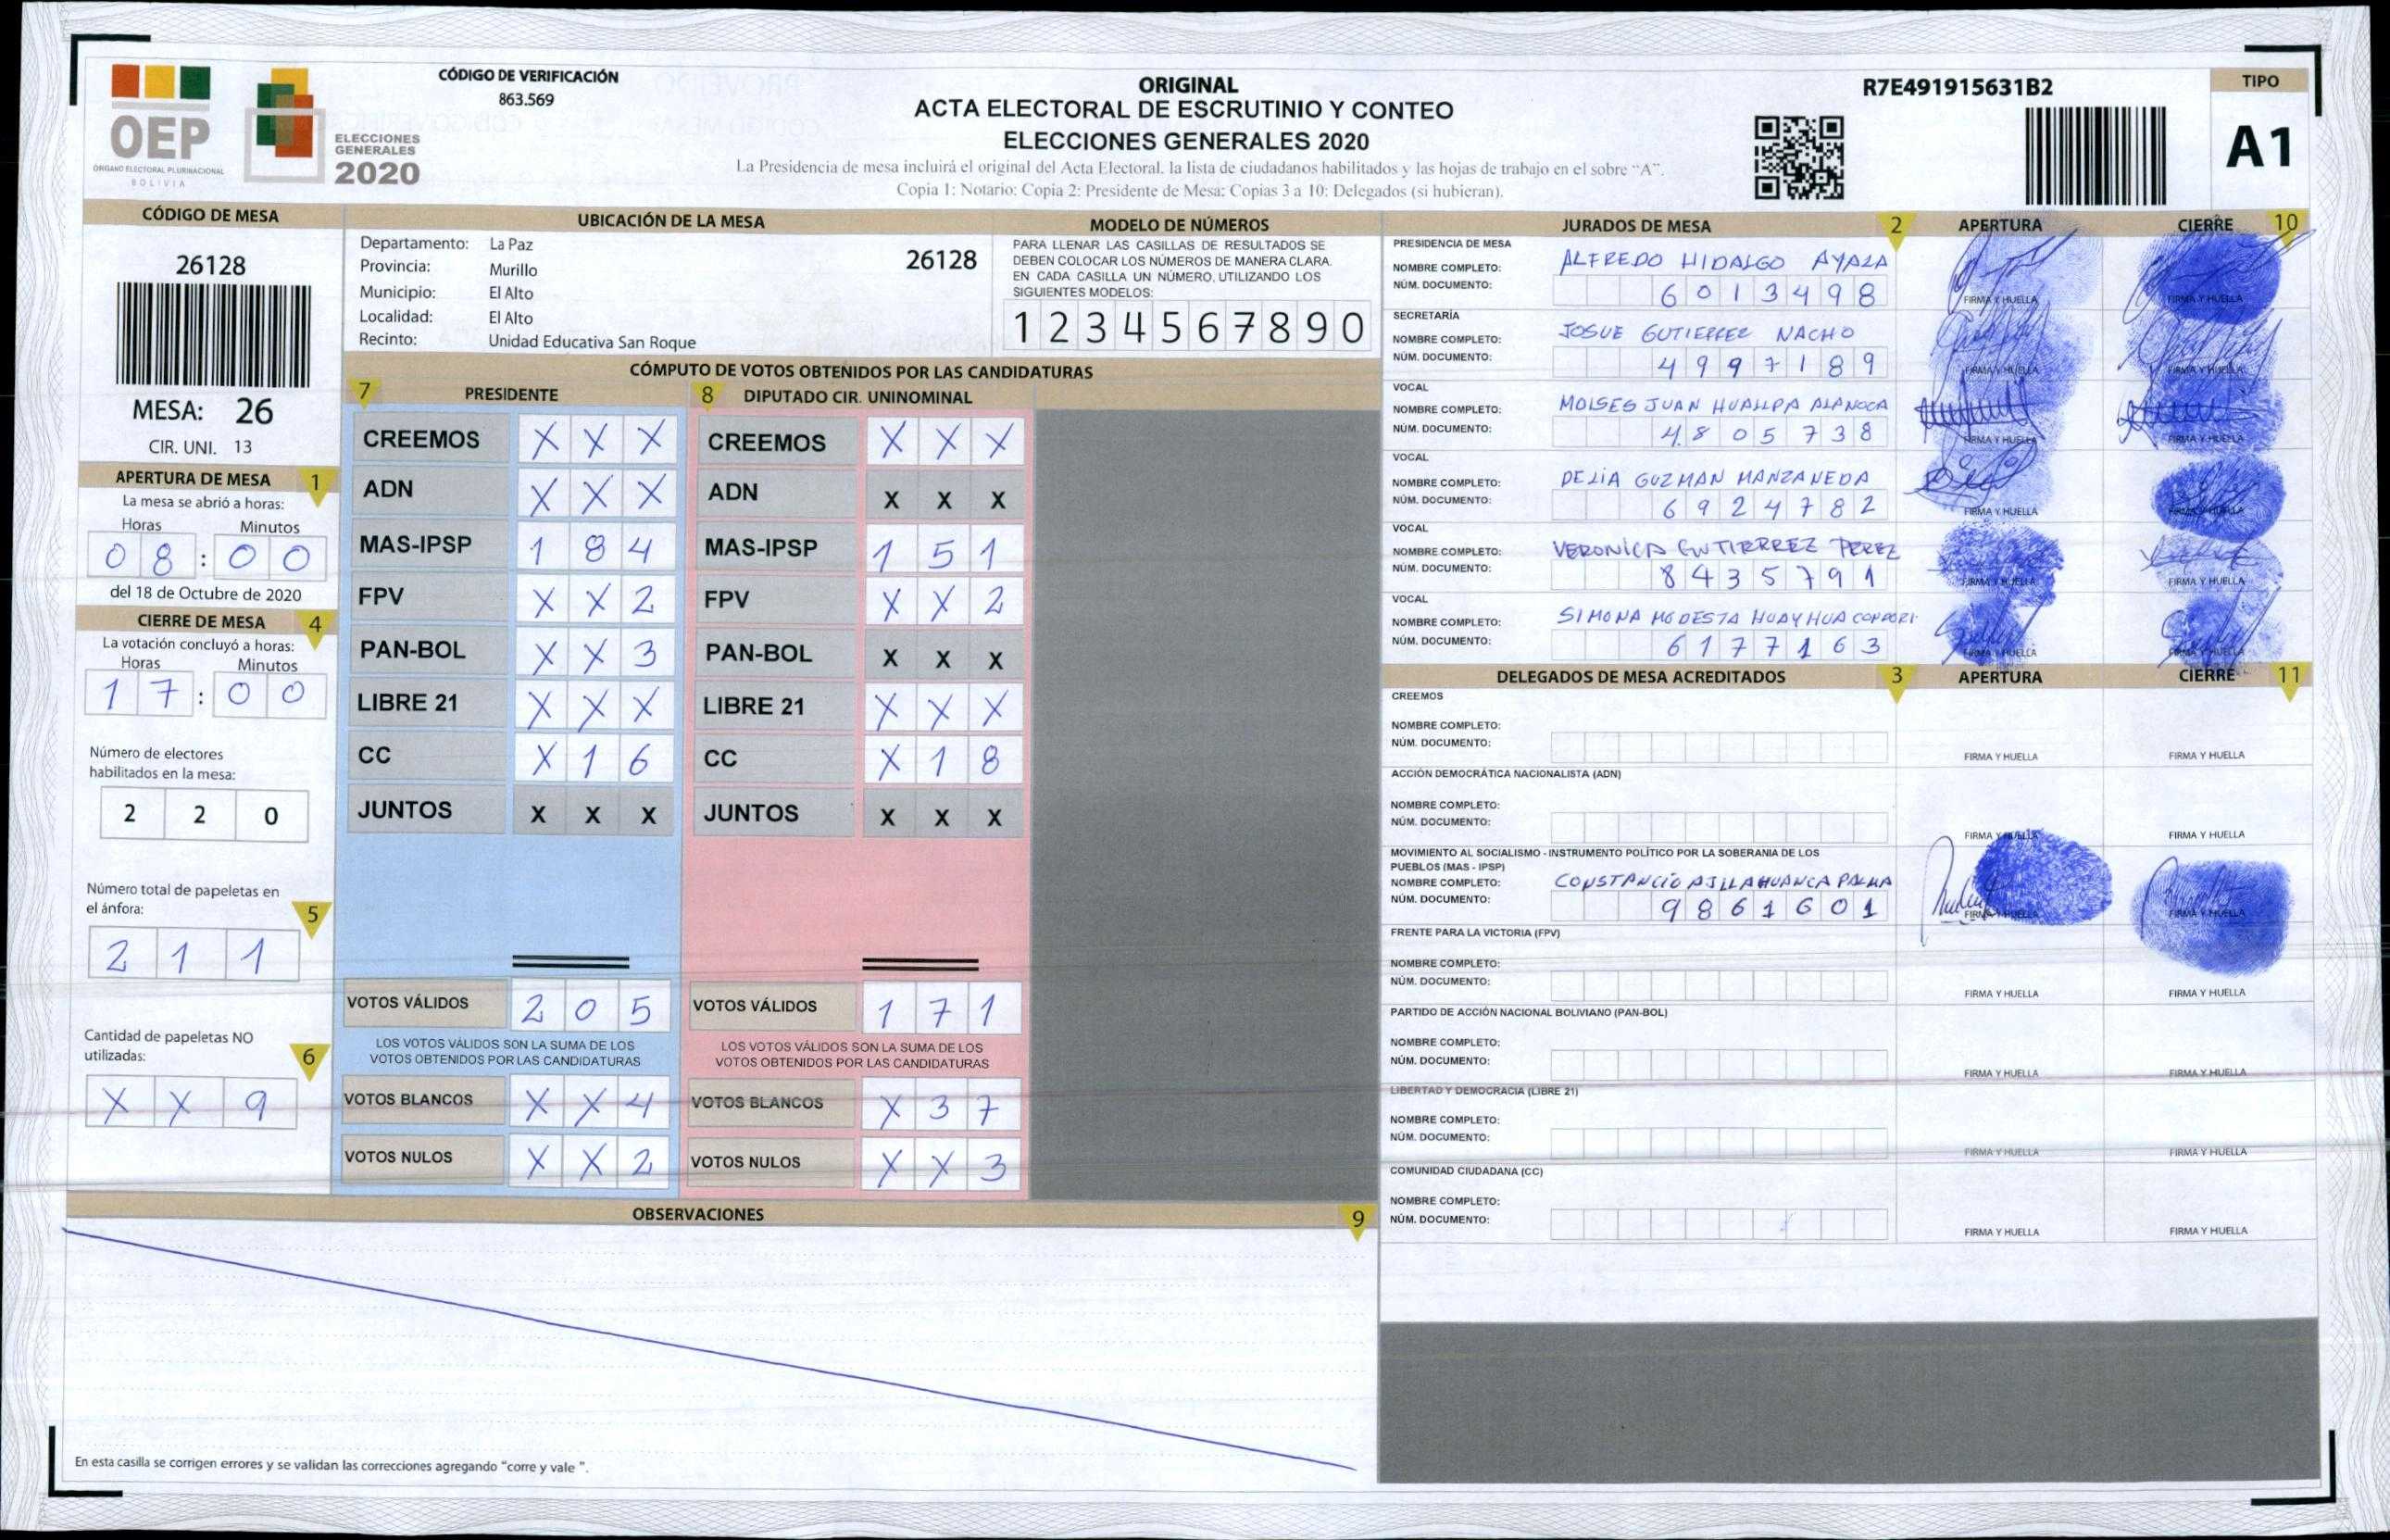 OEP
ÓRGANO ELECTORAL PLURINACIONAL
BOLIVIA
ELECCIONES
GENERALES
2020
CÓDIGO DE VERIFICACIÓN
863.569
ORIGINAL
ACTA ELECTORAL DE ESCRUTINIO Y CONTEO
ELECCIONES GENERALES 2020
La Presidencia de mesa incluirá el original del Acta Electoral, la lista de ciudadanos habilitados y las hojas de trabajo en el sobre "A".
Copia 1: Notario; Copia 2: Presidente de Mesa; Copias 3 a 10: Delegados (si hubieran).
R7E491915631B2
TIPO
A1
CÓDIGO DE MESA
26128
MESA: 26
CIR. UNI. 13
APERTURA DE MESA 1
La mesa se abrió a horas:
Horas Minutos
0 8 : 0 0
del 18 de Octubre de 2020
CIERRE DE MESA 4
La votación concluyó a horas:
Horas Minutos
1 7 : 0 0
Número de electores
habilitados en la mesa:
2 2 0
Número total de papeletas en
el ánfora:
5
2 1 1
Cantidad de papeletas NO
utilizadas:
6
X X 9
UBICACIÓN DE LA MESA
Departamento: La Paz
26128
Provincia: Murillo
Municipio: El Alto
Localidad: El Alto
Recinto: Unidad Educativa San Roque
MODELO DE NÚMEROS
PARA LLENAR LAS CASILLAS DE RESULTADOS SE
DEBEN COLOCAR LOS NÚMEROS DE MANERA CLARA.
EN CADA CASILLA UN NÚMERO, UTILIZANDO LOS
SIGUIENTES MODELOS:
1 2 3 4 5 6 7 8 9 0
CÓMPUTO DE VOTOS OBTENIDOS POR LAS CANDIDATURAS
7 PRESIDENTE
CREEMOS X X X
ADN X X X
MAS-IPSP 1 8 4
FPV X X 2
PAN-BOL X X 3
LIBRE 21 X X X
CC X 1 6
JUNTOS X X X
VOTOS VÁLIDOS 2 0 5
LOS VOTOS VÁLIDOS SON LA SUMA DE LOS
VOTOS OBTENIDOS POR LAS CANDIDATURAS
VOTOS BLANCOS X X 4
VOTOS NULOS X X 2
8 DIPUTADO CIR. UNINOMINAL
CREEMOS X X X
ADN X X X
MAS-IPSP 1 5 1
FPV X X 2
PAN-BOL X X X
LIBRE 21 X X X
CC X 1 8
JUNTOS X X X
VOTOS VÁLIDOS 1 7 1
LOS VOTOS VÁLIDOS SON LA SUMA DE LOS
VOTOS OBTENIDOS POR LAS CANDIDATURAS
VOTOS BLANCOS X 3 7
VOTOS NULOS X X 3
OBSERVACIONES 9
En esta casilla se corrigen errores y se validan las correcciones agregando "corre y vale ".
JURADOS DE MESA 2 APERTURA CIERRE 10
PRESIDENCIA DE MESA
NOMBRE COMPLETO: ALFREDO HIDALGO AYALA
NÚM. DOCUMENTO: 6 0 1 3 4 9 8
FIRMA Y HUELLA FIRMA Y HUELLA
SECRETARÍA
NOMBRE COMPLETO: JOSUE GUTIERREZ NACHO
NÚM. DOCUMENTO: 4 9 9 7 1 8 9
FIRMA Y HUELLA FIRMA Y HUELLA
VOCAL
NOMBRE COMPLETO: MOISES JUAN HUALLPA ALANOCA
NÚM. DOCUMENTO: 4 8 0 5 7 3 8
FIRMA Y HUELLA FIRMA Y HUELLA
VOCAL
NOMBRE COMPLETO: DELIA GUZMAN MANZANEDA
NÚM. DOCUMENTO: 6 9 2 4 7 8 2
FIRMA Y HUELLA FIRMA Y HUELLA
VOCAL
NOMBRE COMPLETO: VERONICA GUTIERREZ PEREZ
NÚM. DOCUMENTO: 8 4 3 5 7 9 1
FIRMA Y HUELLA FIRMA Y HUELLA
VOCAL
NOMBRE COMPLETO: SIMONA MODESTA HUAYHUA CONDORI
NÚM. DOCUMENTO: 6 1 7 7 1 6 3
FIRMA Y HUELLA FIRMA Y HUELLA
DELEGADOS DE MESA ACREDITADOS 3 APERTURA CIERRE 11
CREEMOS
NOMBRE COMPLETO:
NÚM. DOCUMENTO:
FIRMA Y HUELLA FIRMA Y HUELLA
ACCIÓN DEMOCRÁTICA NACIONALISTA (ADN)
NOMBRE COMPLETO:
NÚM. DOCUMENTO:
FIRMA Y HUELLA FIRMA Y HUELLA
MOVIMIENTO AL SOCIALISMO - INSTRUMENTO POLÍTICO POR LA SOBERANIA DE LOS
PUEBLOS (MAS - IPSP)
NOMBRE COMPLETO: CONSTANCIO AJLLAHUANCA PALMA
NÚM. DOCUMENTO: 9 8 6 1 6 0 1
FIRMA Y HUELLA FIRMA Y HUELLA
FRENTE PARA LA VICTORIA (FPV)
NOMBRE COMPLETO:
NÚM. DOCUMENTO:
FIRMA Y HUELLA FIRMA Y HUELLA
PARTIDO DE ACCIÓN NACIONAL BOLIVIANO (PAN-BOL)
NOMBRE COMPLETO:
NÚM. DOCUMENTO:
FIRMA Y HUELLA FIRMA Y HUELLA
LIBERTAD Y DEMOCRACIA (LIBRE 21)
NOMBRE COMPLETO:
NÚM. DOCUMENTO:
FIRMA Y HUELLA FIRMA Y HUELLA
COMUNIDAD CIUDADANA (CC)
NOMBRE COMPLETO:
NÚM. DOCUMENTO:
FIRMA Y HUELLA FIRMA Y HUELLA